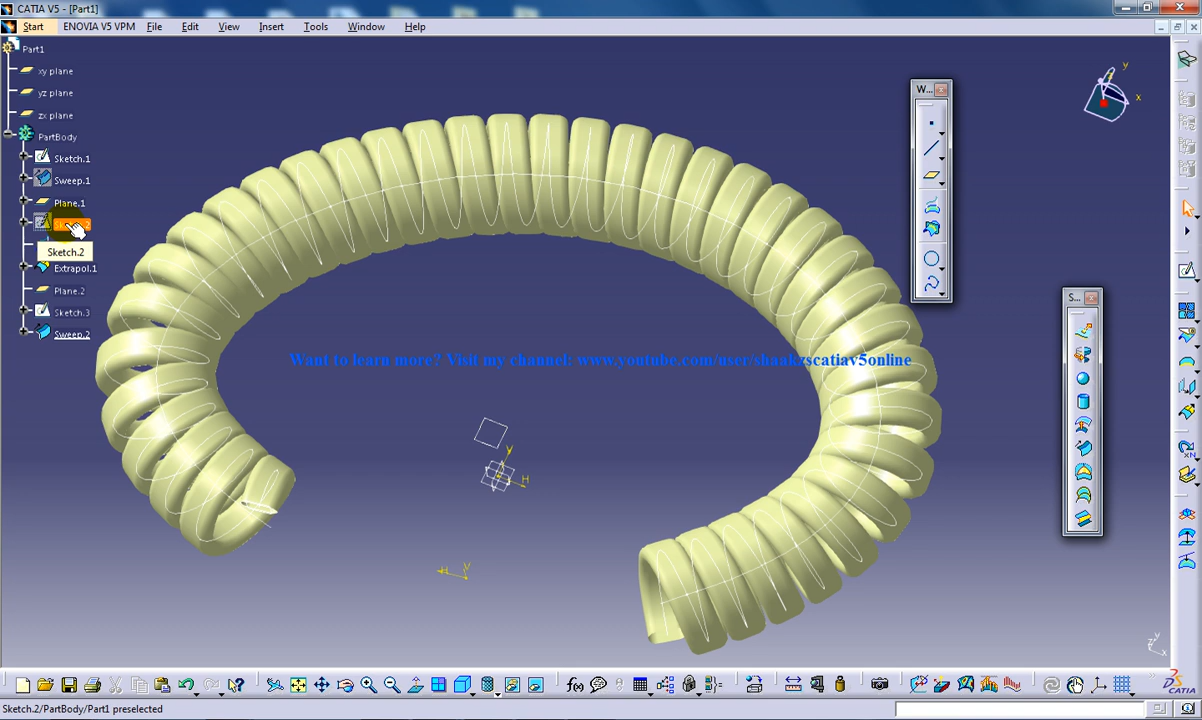 CATIA V5 - [Part1]
Start ENOVIA V5 VPM File Edit View Insert Tools Window Help
Part1
xy plane
yz plane
zx plane
PartBody
Sketch.1
Sweep.1
Plane.1
Sketch.2
Extrapol.1
Plane.2
Sketch.3
Sweep.2
W...
S...
y
x
Want to learn more? Visit my channel: www.youtube.com/user/shaakzscatiav5online
V
H
H V
f(x)
CATIA
Sketch.2/PartBody/Part1 preselected